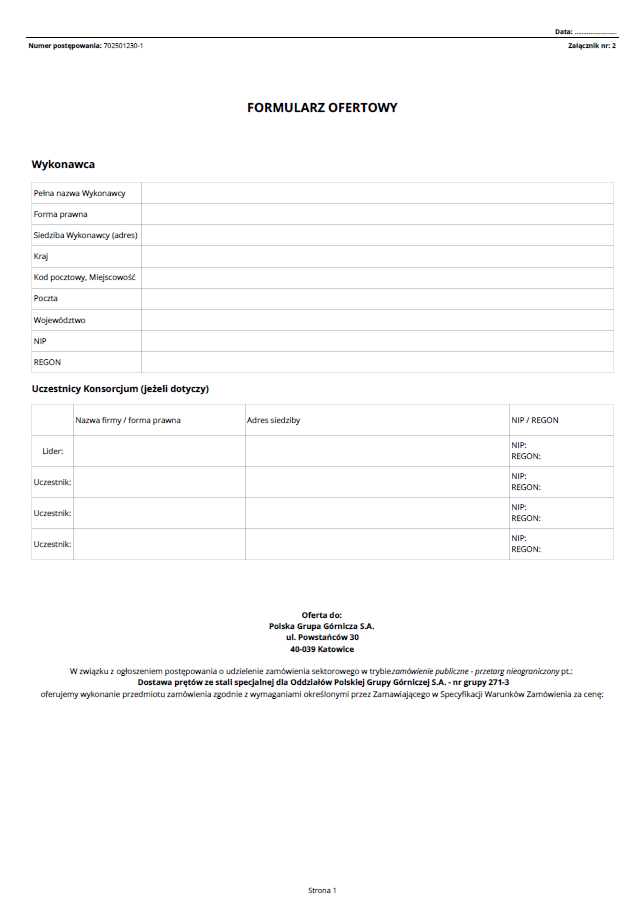 Data: ......................
Numer postępowania: 702501230-1 Załącznik nr: 2
FORMULARZ OFERTOWY
Wykonawca
Pełna nazwa Wykonawcy
Forma prawna
Siedziba Wykonawcy (adres)
Kraj
Kod pocztowy, Miejscowość
Poczta
Województwo
NIP
REGON
Uczestnicy Konsorcjum (jeżeli dotyczy)
Nazwa firmy / forma prawna Adres siedziby NIP / REGON
Lider: NIP:
REGON:
Uczestnik: NIP:
REGON:
Uczestnik: NIP:
REGON:
Uczestnik: NIP:
REGON:
Oferta do:
Polska Grupa Górnicza S.A.
ul. Powstańców 30
40-039 Katowice
W związku z ogłoszeniem postępowania o udzielenie zamówienia sektorowego w trybiezamówienie publiczne - przetarg nieograniczony pt.:
Dostawa prętów ze stali specjalnej dla Oddziałów Polskiej Grupy Górniczej S.A. - nr grupy 271-3
oferujemy wykonanie przedmiotu zamówienia zgodnie z wymaganiami określonymi przez Zamawiającego w Specyfikacji Warunków Zamówienia za cenę:
Strona 1